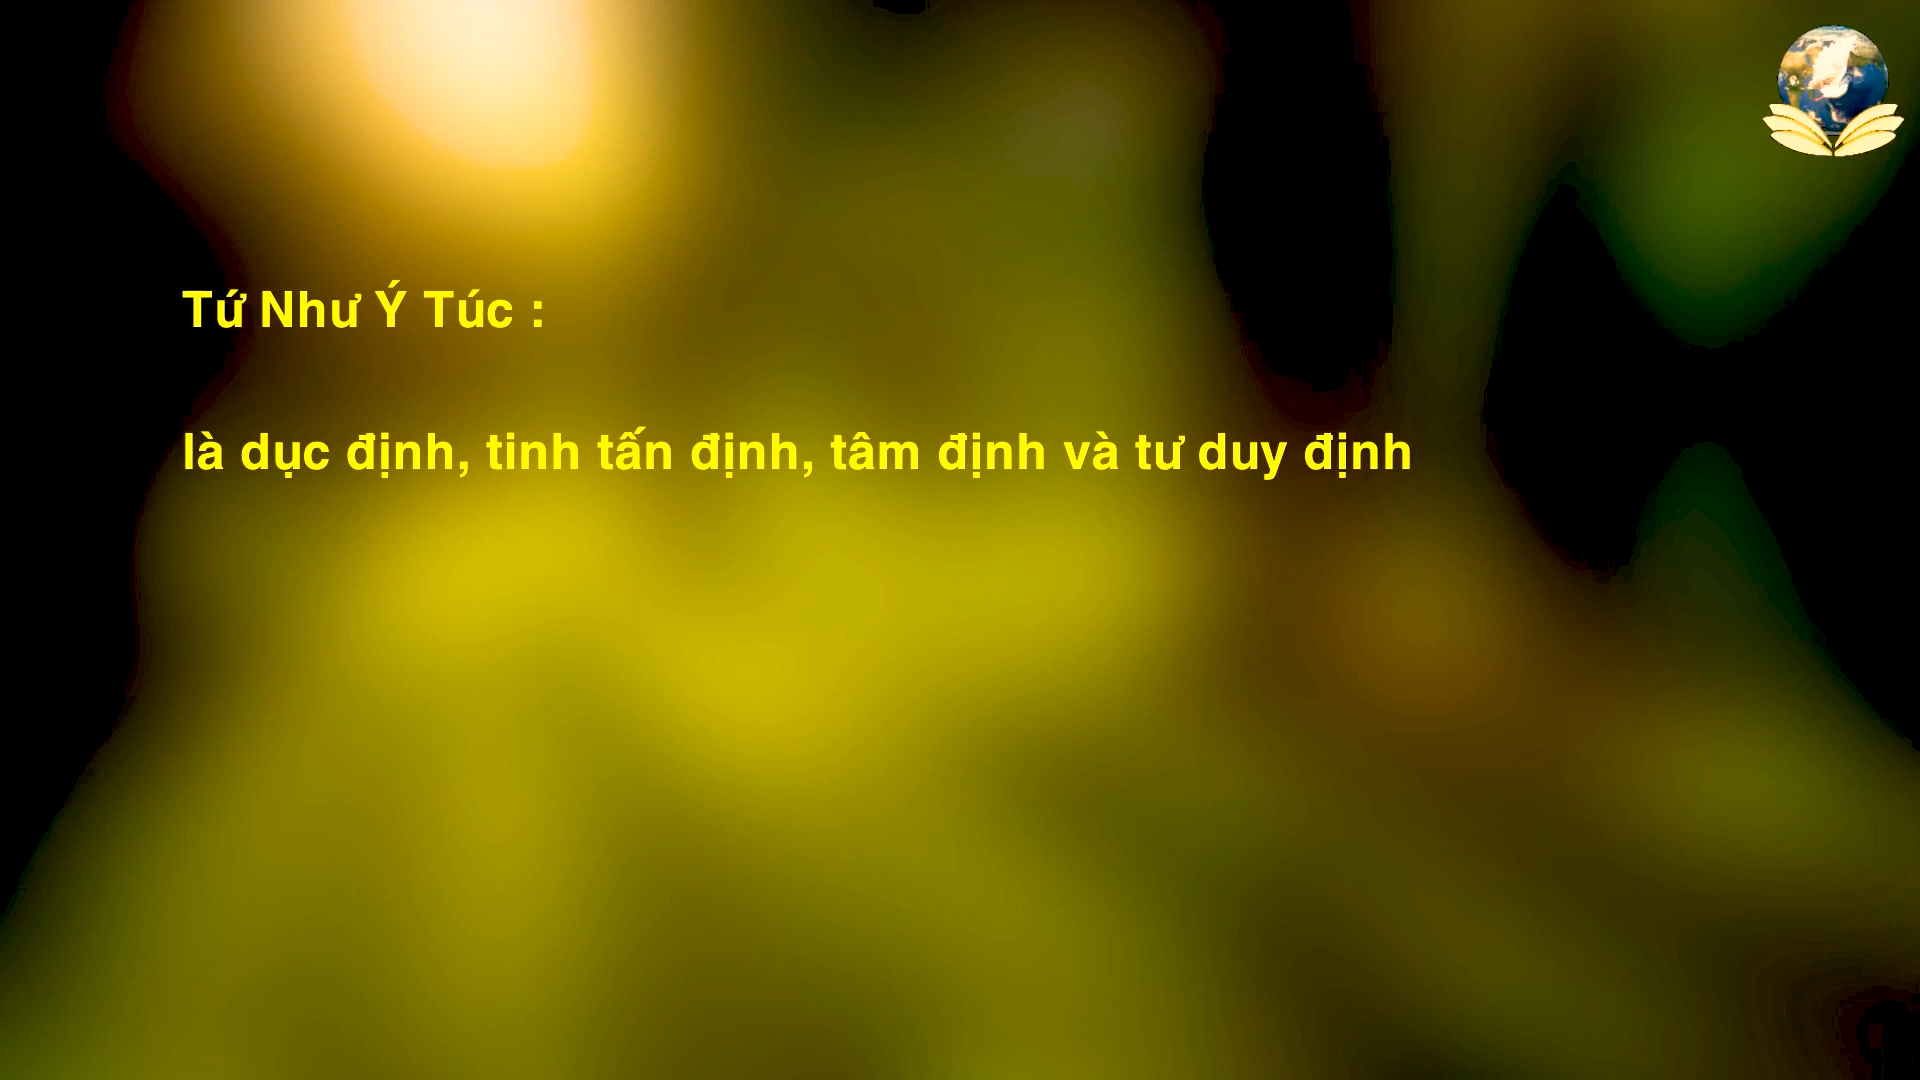 Tứ Như Ý Túc :
là dục định, tinh tấn định, tâm định và tư duy định